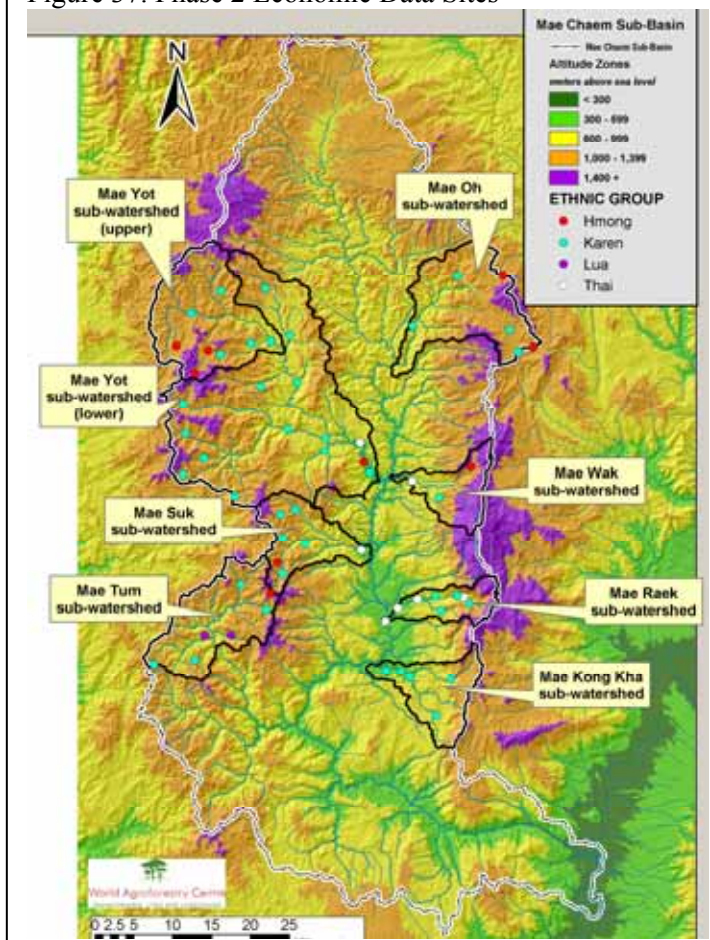 Figure 37. Phase 2 Economic Data Sites
Mae Chaem Sub-Basin
Mae Chaem Sub-Basin
Altitude Zones
meters above sea level
< 300
300 - 599
600 - 999
1,000 - 1,399
1,400 +
ETHNIC GROUP
Hmong
Karen
Lua
Thai
N
Mae Yot
sub-watershed
(upper)
Mae Oh
sub-watershed
Mae Yot
sub-watershed
(lower)
Mae Wak
sub-watershed
Mae Suk
sub-watershed
Mae Tum
sub-watershed
Mae Raek
sub-watershed
Mae Kong Kha
sub-watershed
World Agroforestry Centre
0 2.5 5 10 15 20 25